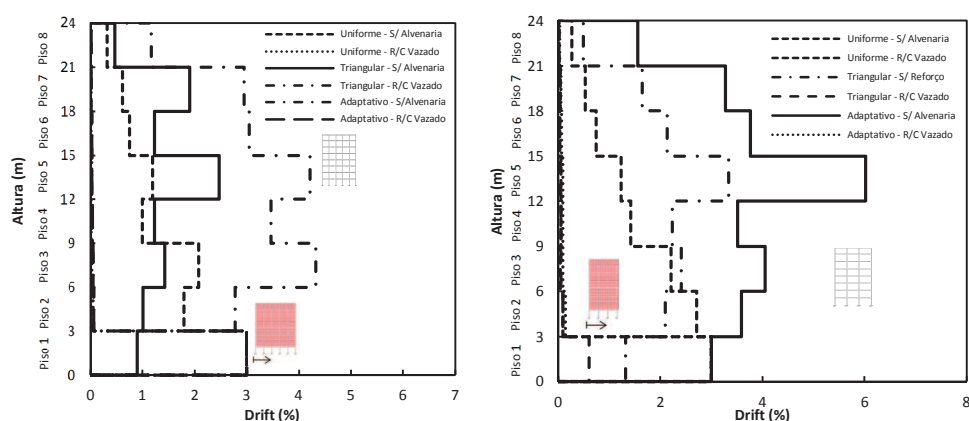 Altura (m)
24
21
18
15
12
9
6
3
0
Piso 8
Piso 7
Piso 6
Piso 5
Piso 4
Piso 3
Piso 2
Piso 1
Uniforme - S/ Alvenaria
Uniforme - R/C Vazado
Triangular - S/ Alvenaria
Triangular - R/C Vazado
Adaptativo - S/Alvenaria
Adaptativo - R/C Vazado
0 1 2 3 4 5 6 7
Drift (%)
Altura (m)
24
21
18
15
12
9
6
3
0
Piso 8
Piso 7
Piso 6
Piso 5
Piso 4
Piso 3
Piso 2
Piso 1
Uniforme - S/ Alvenaria
Uniforme - R/C Vazado
Triangular - S/ Reforço
Triangular - R/C Vazado
Adaptativo - S/ Alvenaria
Adaptativo - R/C Vazado
0 2 4 6 8
Drift (%)